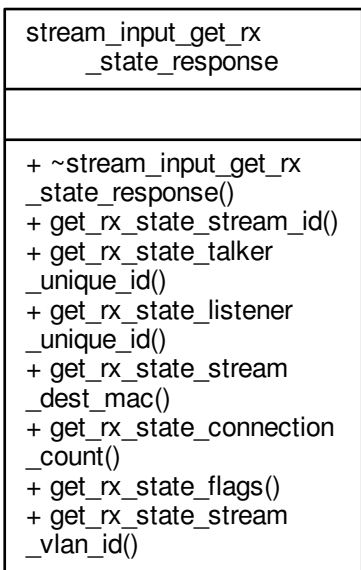 stream_input_get_rx
_state_response
+ ~stream_input_get_rx
_state_response()
+ get_rx_state_stream_id()
+ get_rx_state_talker
_unique_id()
+ get_rx_state_listener
_unique_id()
+ get_rx_state_stream
_dest_mac()
+ get_rx_state_connection
_count()
+ get_rx_state_flags()
+ get_rx_state_stream
_vlan_id()